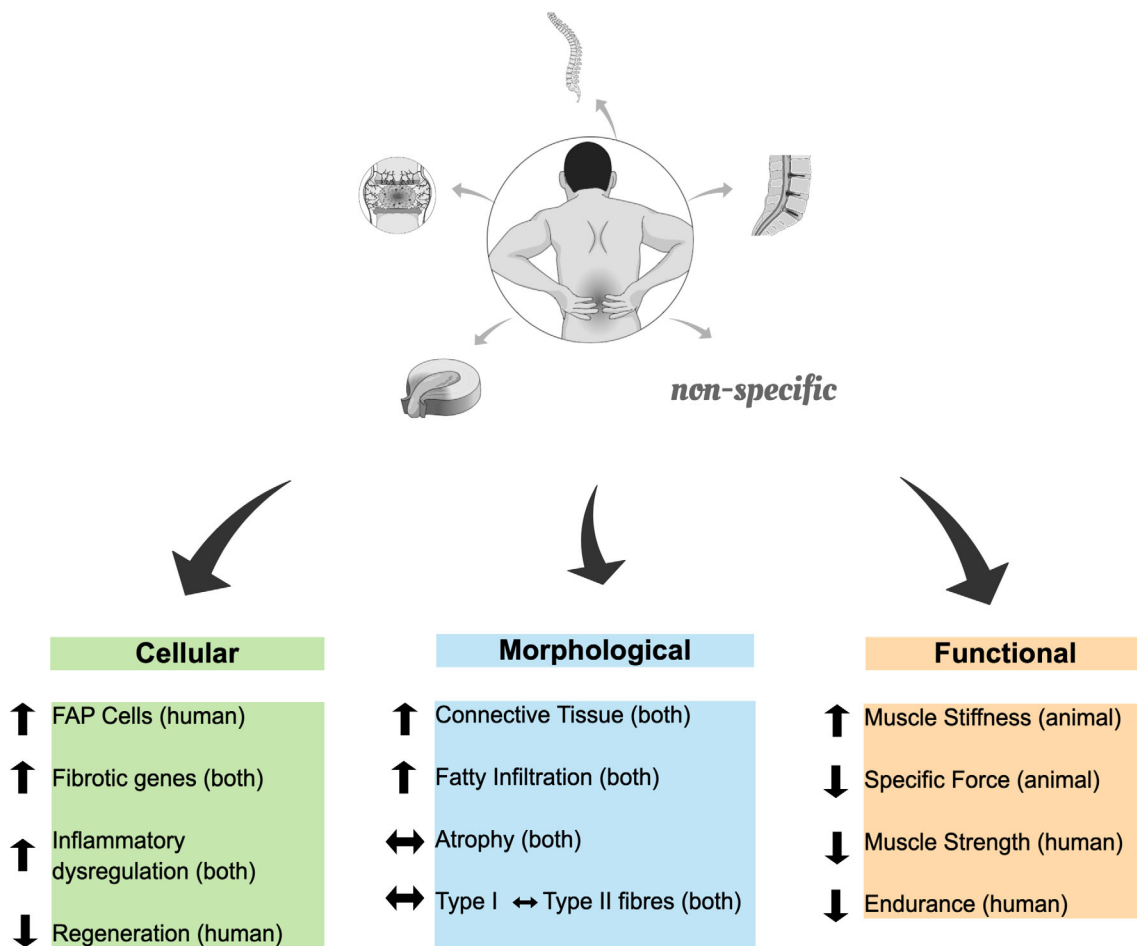 non-specific
Cellular
↑ FAP Cells (human)
↑ Fibrotic genes (both)
↑ Inflammatory
dysregulation (both)
↓ Regeneration (human)
Morphological
↑ Connective Tissue (both)
↑ Fatty Infiltration (both)
↔ Atrophy (both)
↔ Type I ↔ Type II fibres (both)
Functional
↑ Muscle Stiffness (animal)
↓ Specific Force (animal)
↓ Muscle Strength (human)
↓ Endurance (human)